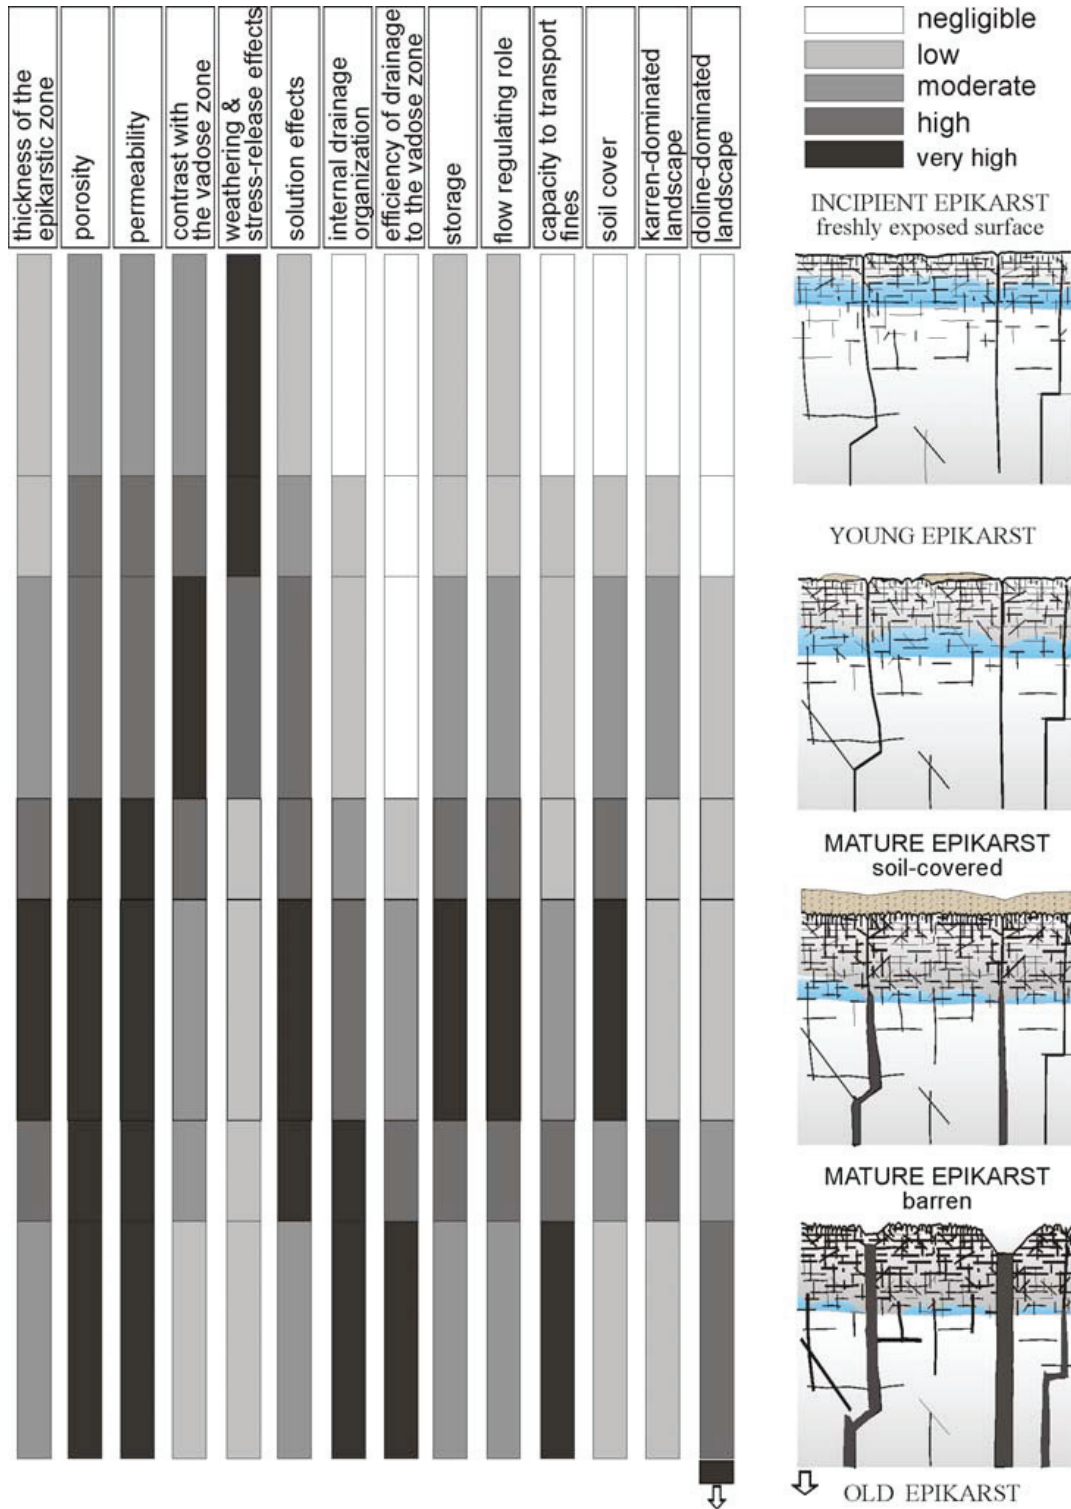 thickness of the
epikarstic zone
porosity
permeability
contrast with
the vadose zone
weathering &
stress-release effects
solution effects
internal drainage
organization
efficiency of drainage
to the vadose zone
storage
flow regulating role
capacity to transport
fines
soil cover
karren-dominated
landscape
doline-dominated
landscape
negligible
low
moderate
high
very high
INCIPIENT EPIKARST
freshly exposed surface
YOUNG EPIKARST
MATURE EPIKARST
soil-covered
MATURE EPIKARST
barren
OLD EPIKARST